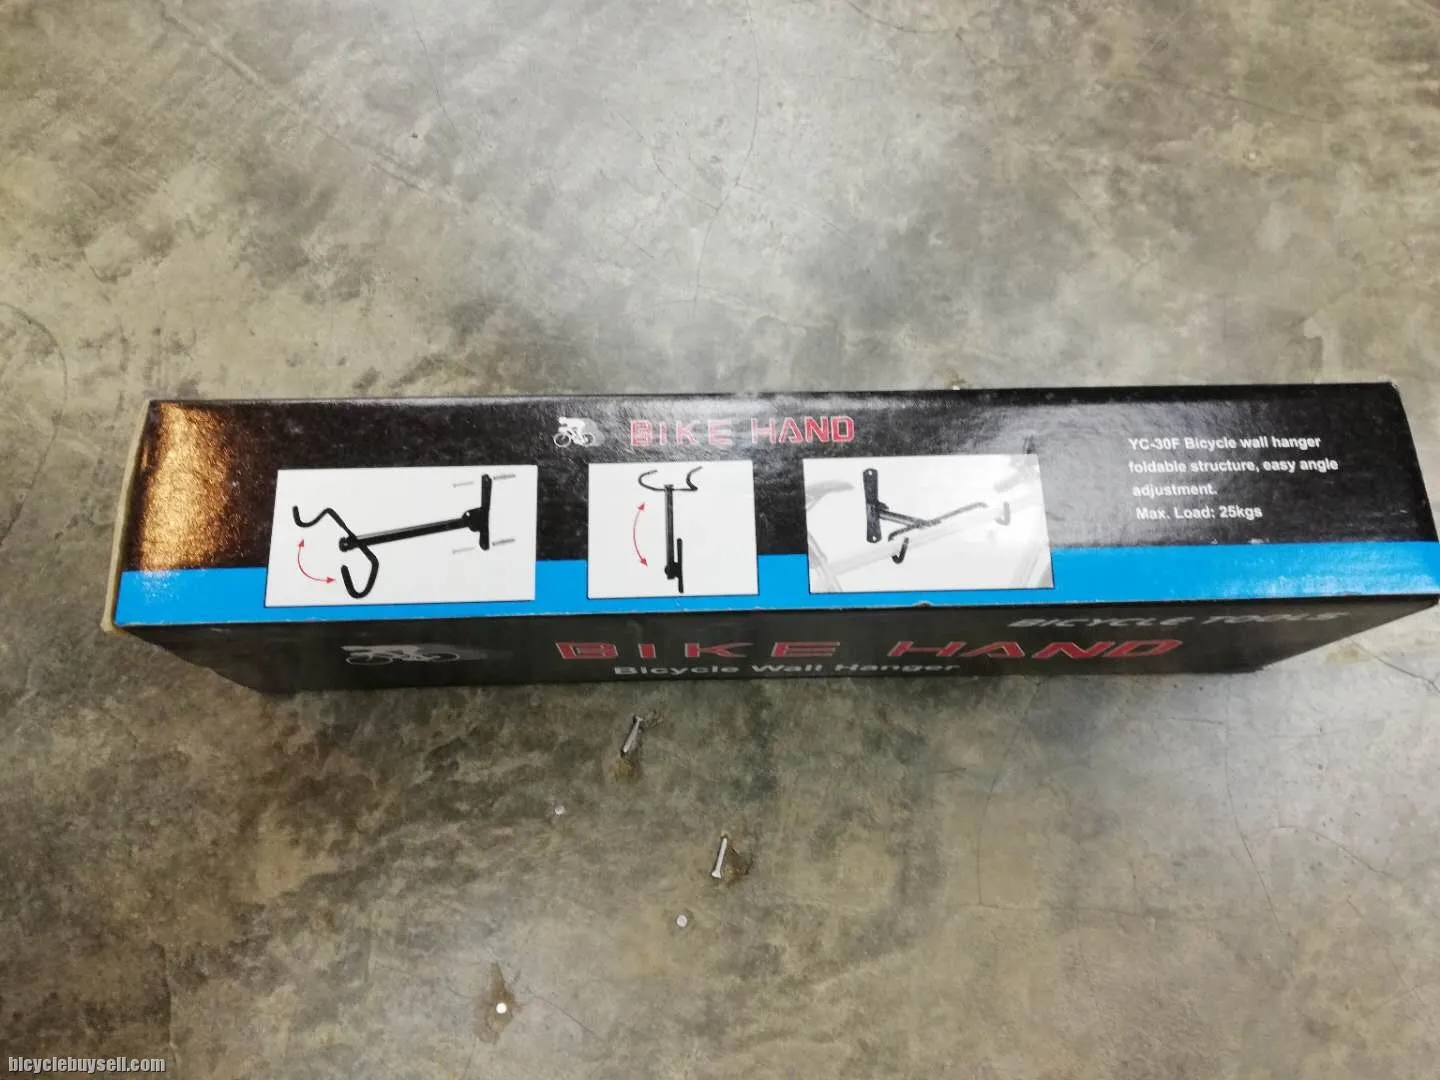 BIKE HAND
YC-30F Bicycle wall hanger
foldable structure, easy angle
adjustment.
Max. Load: 25kgs
BICYCLE TOOLS
BIKE HAND
Bicycle Wall Hanger
bicyclebuysell.com